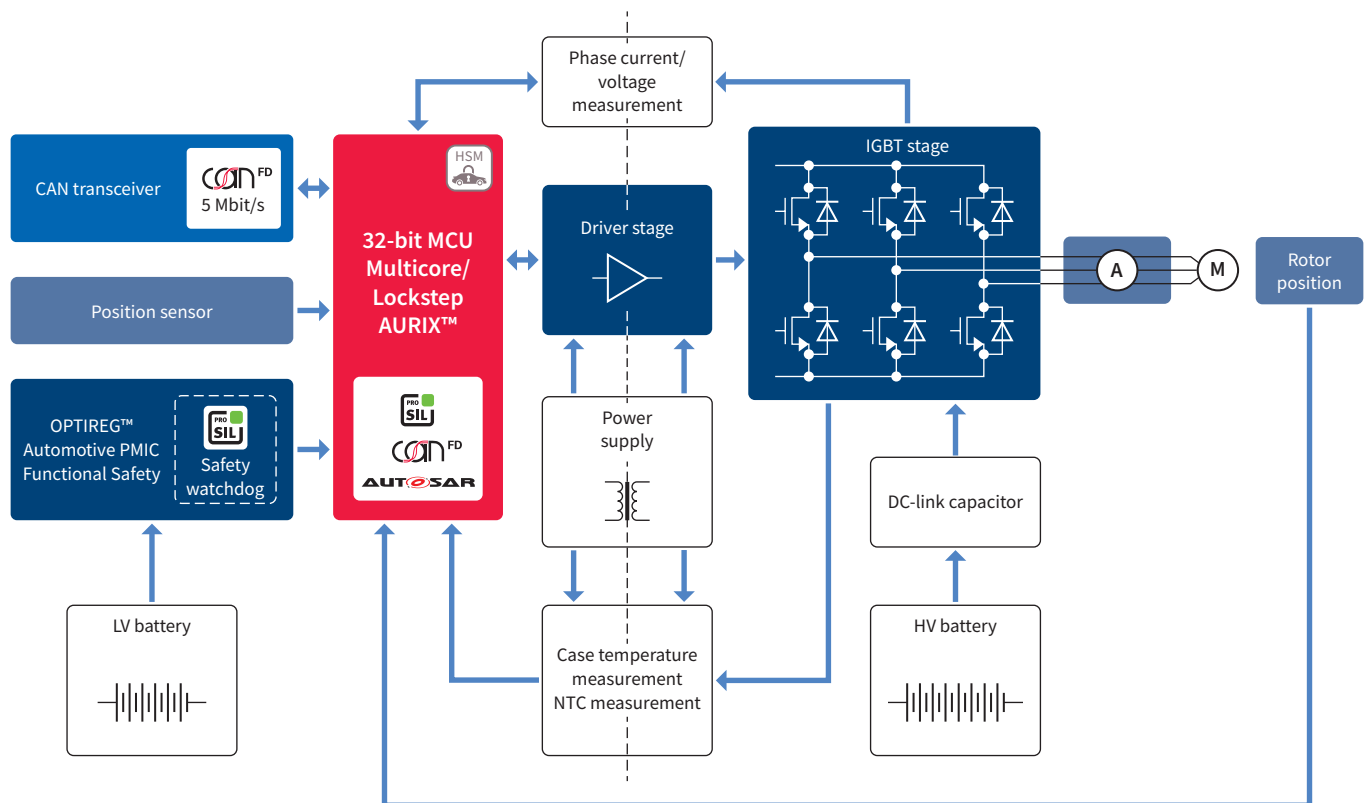 Phase current/
voltage
measurement
IGBT stage
HSM
CAN transceiver
CAN FD
5 Mbit/s
32-bit MCU
Multicore/
Lockstep
AURIX™
Driver stage
A
M
Rotor
position
Position sensor
OPTIREG™
Automotive PMIC
Functional Safety
PRO
SIL
Safety
watchdog
PRO
SIL
CAN FD
AUTOSAR
Power
supply
DC-link capacitor
LV battery
Case temperature
measurement
NTC measurement
HV battery